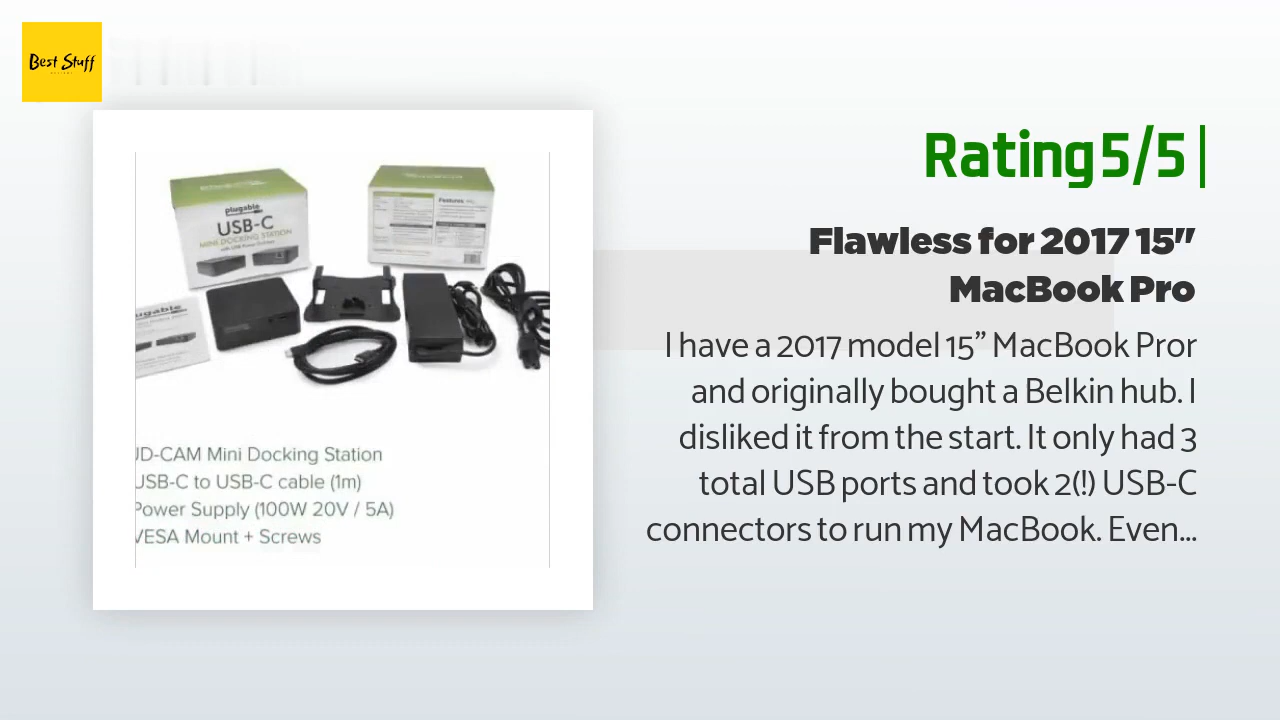 Best Stuff
Rating 5/5
Flawless for 2017 15"
MacBook Pro
I have a 2017 model 15” MacBook Pror
and originally bought a Belkin hub. I
disliked it from the start. It only had 3
total USB ports and took 2(!) USB-C
connectors to run my MacBook. Even...
plugable
USB-C
MINI DOCKING STATION
Features
ugable
JD-CAM Mini Docking Station
USB-C to USB-C cable (1m)
Power Supply (100W 20V / 5A)
VESA Mount + Screws